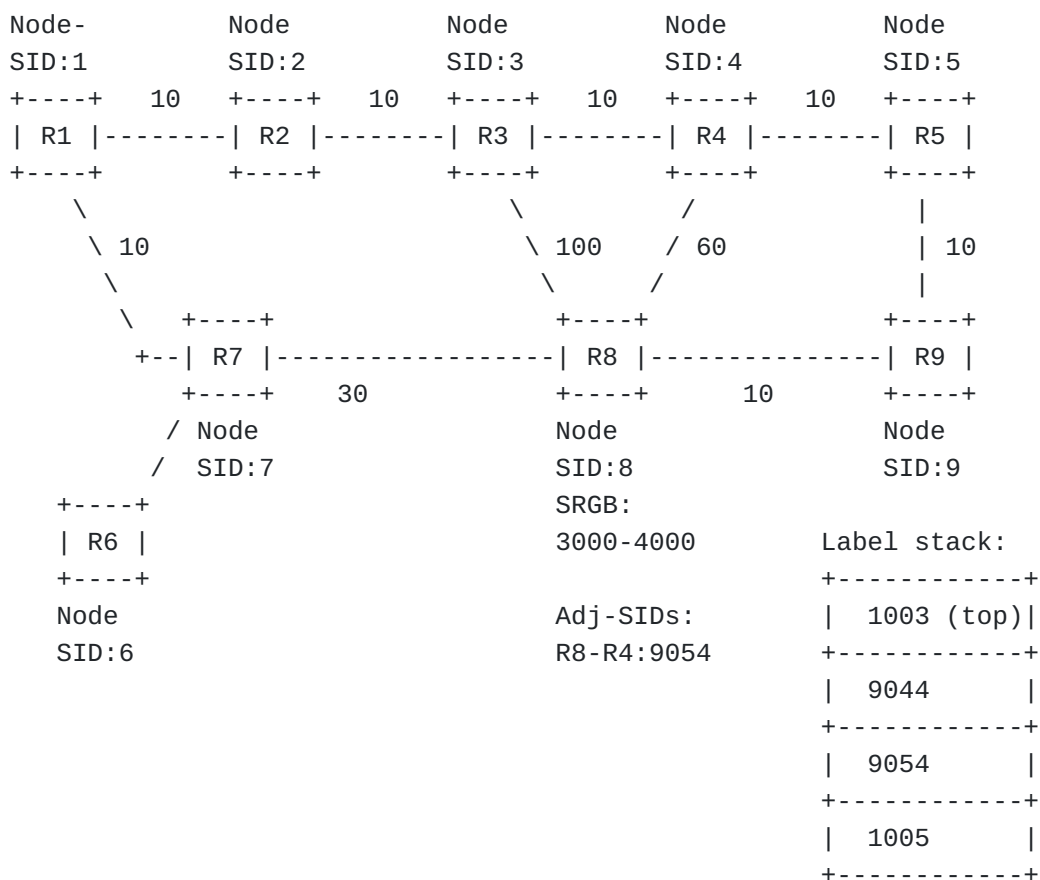 Node-         Node          Node          Node          Node
SID:1         SID:2         SID:3         SID:4         SID:5
+----+   10   +----+   10   +----+   10   +----+   10   +----+
| R1 |--------| R2 |--------| R3 |--------| R4 |--------| R5 |
+----+        +----+        +----+        +----+        +----+
    \                           \          /              |
     \ 10                        \ 100    / 60            | 10
      \                           \      /                |
       \   +----+                  +----+               +----+
        +--| R7 |------------------| R8 |---------------| R9 |
           +----+    30            +----+      10       +----+
          / Node                   Node                 Node
         /  SID:7                  SID:8                SID:9
   +----+                          SRGB:
   | R6 |                          3000-4000        Label stack:
   +----+                                           +------------+
   Node                            Adj-SIDs:        |  1003 (top)|
   SID:6                           R8-R4:9054       +------------+
                                                    |  9044      |
                                                    +------------+
                                                    |  9054      |
                                                    +------------+
                                                    |  1005      |
                                                    +------------+